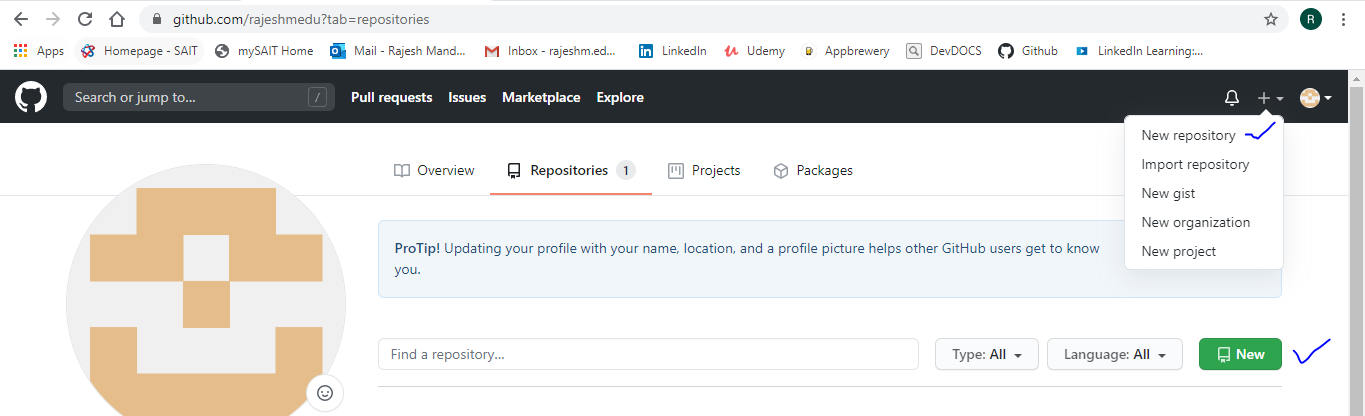 github.com/rajeshmedu?tab=repositories
R
Apps Homepage - SAIT mySAIT Home Mail - Rajesh Mand... Inbox - rajeshm.ed... LinkedIn Udemy Appbrewery DevDOCS Github LinkedIn Learning:...
Search or jump to... / Pull requests Issues Marketplace Explore
New repository
Import repository
New gist
New organization
New project
Overview Repositories 1 Projects Packages
ProTip! Updating your profile with your name, location, and a profile picture helps other GitHub users get to know
you.
Find a repository... Type: All Language: All New